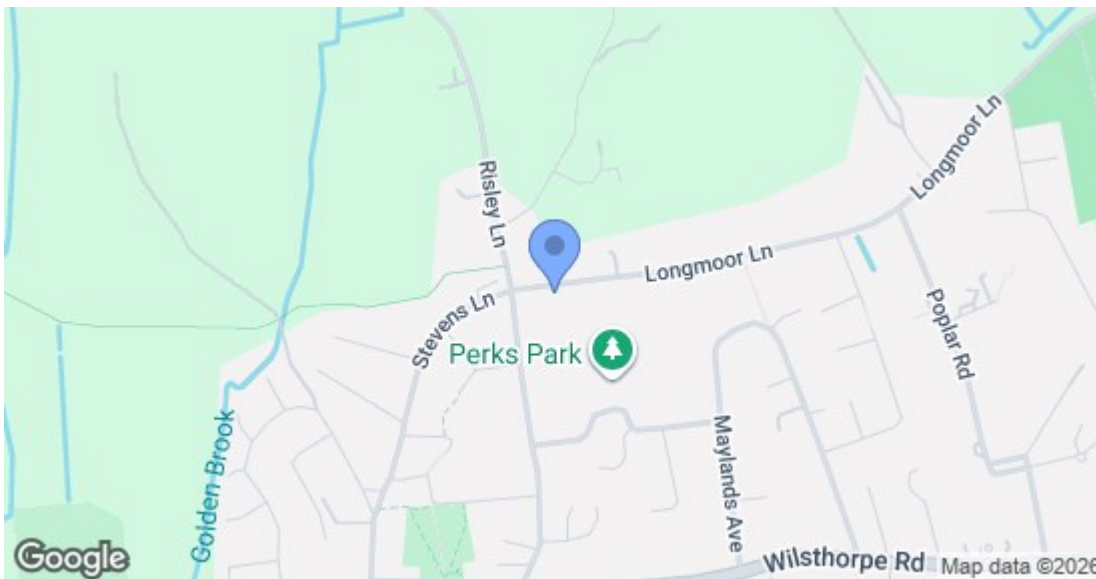 Longmoor Ln
Risley Ln
Longmoor Ln
Stevens Ln
Poplar Rd
Perks Park
Maylands Ave
Golden Brook
Wilsthorpe Rd
Google
Map data ©2026